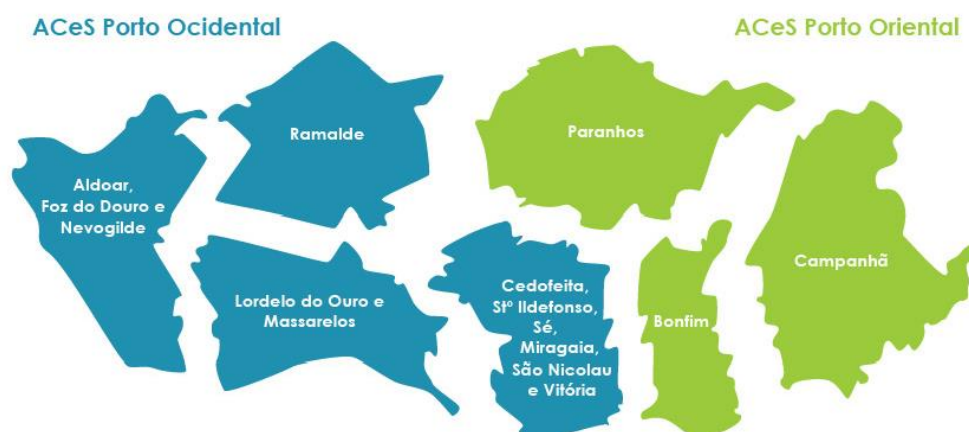 ACeS Porto Ocidental
ACeS Porto Oriental
Ramalde
Paranhos
Aldoar,
Foz do Douro e
Nevogilde
Lordelo do Ouro e
Massarelos
Cedofeita,
Stº Ildefonso,
Sé,
Miragaia,
São Nicolau
e Vitória
Bonfim
Campanhã